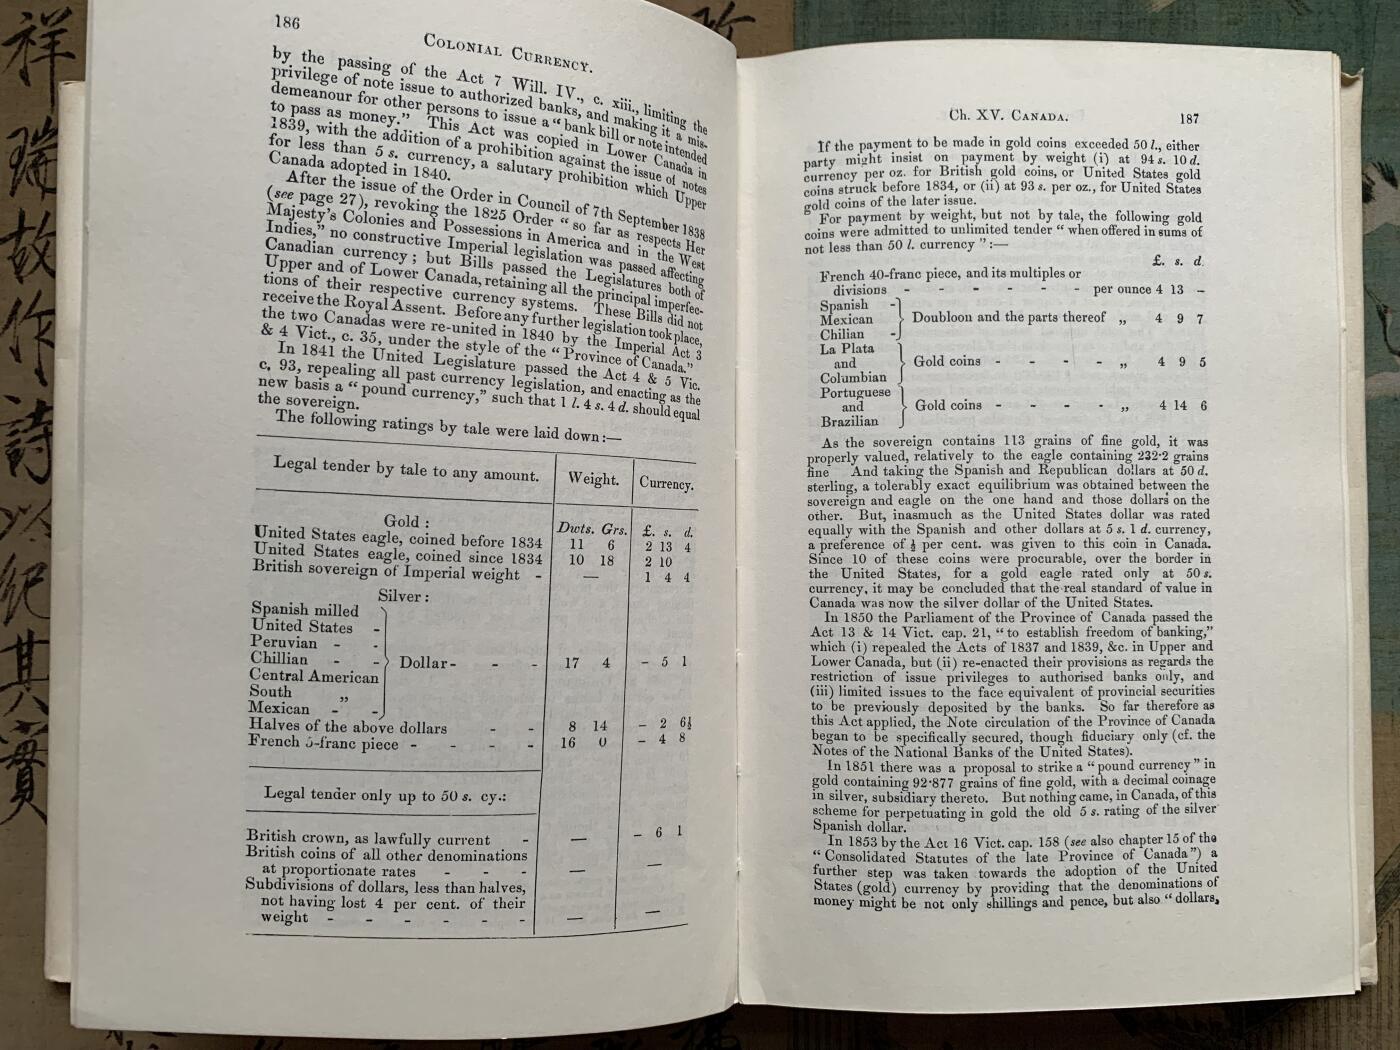 186
COLONIAL CURRENCY.
by the passing of the Act 7 Will. IV., c. xiii., limiting the
privilege of note issue to authorized banks, and making it a mis-
demeanour for other persons to issue a "bank bill or note intended
to pass as money." This Act was copied in Lower Canada in
1839, with the addition of a prohibition against the issue of notes
for less than 5 s. currency, a salutary prohibition which Upper
Canada adopted in 1840.
After the issue of the Order in Council of 7th September 1838
(see page 27), revoking the 1825 Order "so far as respects Her
Majesty's Colonies and Possessions in America and in the West
Indies," no constructive Imperial legislation was passed affecting
Canadian currency; but Bills passed the Legislatures both of
Upper and of Lower Canada, retaining all the principal imperfec-
tions of their respective currency systems. These Bills did not
receive the Royal Assent. Before any further legislation took place,
the two Canadas were re-united in 1840 by the Imperial Act 3
& 4 Vict., c. 35, under the style of the "Province of Canada."
In 1841 the United Legislature passed the Act 4 & 5 Vic.
c. 93, repealing all past currency legislation, and enacting as the
new basis a "pound currency," such that 1 l. 4 s. 4 d. should equal
the sovereign.
The following ratings by tale were laid down:—
Legal tender by tale to any amount. Weight. Currency.
Gold: Dwts. Grs. £. s. d.
United States eagle, coined before 1834 11 6 2 13 4
United States eagle, coined since 1834 10 18 2 10
British sovereign of Imperial weight - — 1 4 4
Silver:
Spanish milled
United States -
Peruvian - -
Chillian - - Dollar - - - 17 4 - 5 1
Central American
South „ -
Mexican - -
Halves of the above dollars - - 8 14 - 2 6½
French 5-franc piece - - - - 16 0 - 4 8
Legal tender only up to 50 s. cy.:
British crown, as lawfully current - — - 6 1
British coins of all other denominations
at proportionate rates - - - — —
Subdivisions of dollars, less than halves,
not having lost 4 per cent. of their
weight - - - - - - — —
CH. XV. CANADA. 187
If the payment to be made in gold coins exceeded 50 l., either
party might insist on payment by weight (i) at 94 s. 10 d.
currency per oz. for British gold coins, or United States gold
coins struck before 1834, or (ii) at 93 s. per oz., for United States
gold coins of the later issue.
For payment by weight, but not by tale, the following gold
coins were admitted to unlimited tender "when offered in sums of
not less than 50 l. currency":—
£. s. d.
French 40-franc piece, and its multiples or
divisions - - - - - - per ounce 4 13 –
Spanish -
Mexican Doubloon and the parts thereof „ 4 9 7
Chilian -
La Plata
and Gold coins - - - - „ 4 9 5
Columbian
Portuguese
and Gold coins - - - - „ 4 14 6
Brazilian
As the sovereign contains 113 grains of fine gold, it was
properly valued, relatively to the eagle containing 232·2 grains
fine And taking the Spanish and Republican dollars at 50 d.
sterling, a tolerably exact equilibrium was obtained between the
sovereign and eagle on the one hand and those dollars on the
other. But, inasmuch as the United States dollar was rated
equally with the Spanish and other dollars at 5 s. 1 d. currency,
a preference of ½ per cent. was given to this coin in Canada.
Since 10 of these coins were procurable, over the border in
the United States, for a gold eagle rated only at 50 s.
currency, it may be concluded that the real standard of value in
Canada was now the silver dollar of the United States.
In 1850 the Parliament of the Province of Canada passed the
Act 13 & 14 Vict. cap. 21, "to establish freedom of banking,"
which (i) repealed the Acts of 1837 and 1839, &c. in Upper and
Lower Canada, but (ii) re-enacted their provisions as regards the
restriction of issue privileges to authorised banks only, and
(iii) limited issues to the face equivalent of provincial securities
to be previously deposited by the banks. So far therefore as
this Act applied, the Note circulation of the Province of Canada
began to be specifically secured, though fiduciary only (cf. the
Notes of the National Banks of the United States).
In 1851 there was a proposal to strike a "pound currency" in
gold containing 92·877 grains of fine gold, with a decimal coinage
in silver, subsidiary thereto. But nothing came, in Canada, of this
scheme for perpetuating in gold the old 5 s. rating of the silver
Spanish dollar.
In 1853 by the Act 16 Vict. cap. 158 (see also chapter 15 of the
"Consolidated Statutes of the late Province of Canada") a
further step was taken towards the adoption of the United
States (gold) currency by providing that the denominations of
money might be not only shillings and pence, but also "dollars,
祥
瑞
故
作
詩
以
紀
其
實